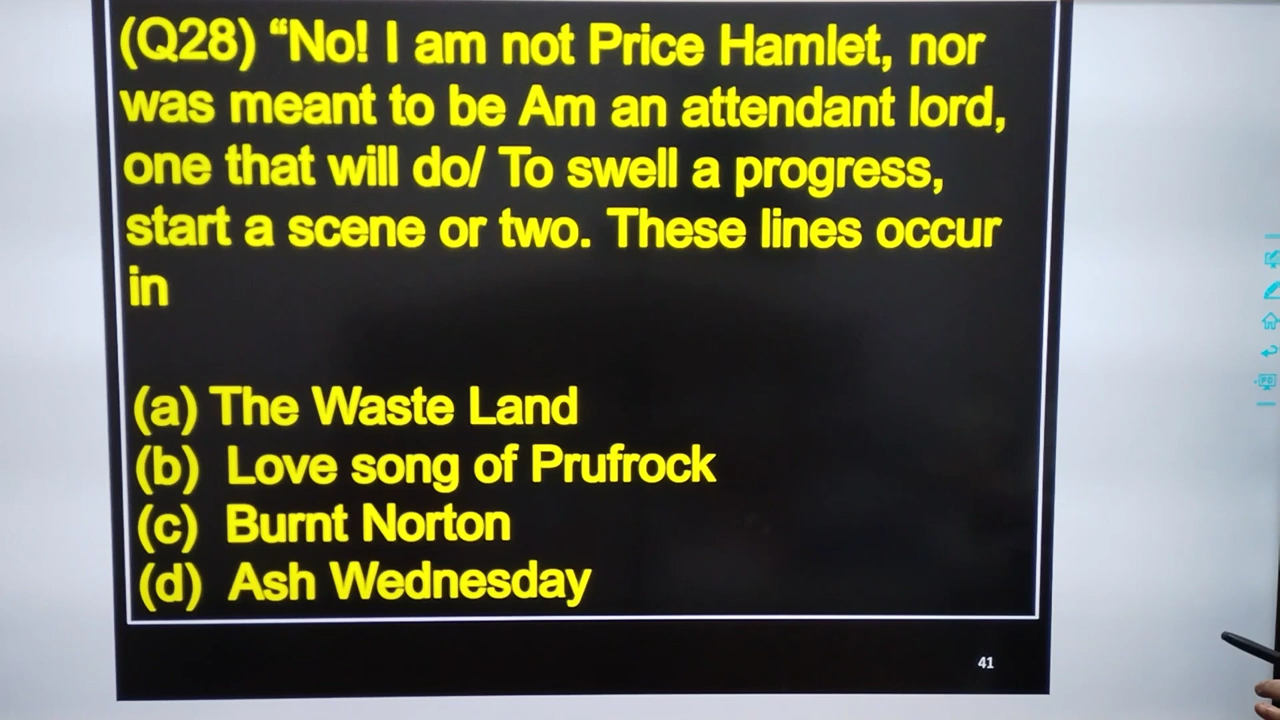 (Q28) “No! I am not Price Hamlet, nor
was meant to be Am an attendant lord,
one that will do/ To swell a progress,
start a scene or two. These lines occur
in
(a) The Waste Land
(b) Love song of Prufrock
(c) Burnt Norton
(d) Ash Wednesday
41